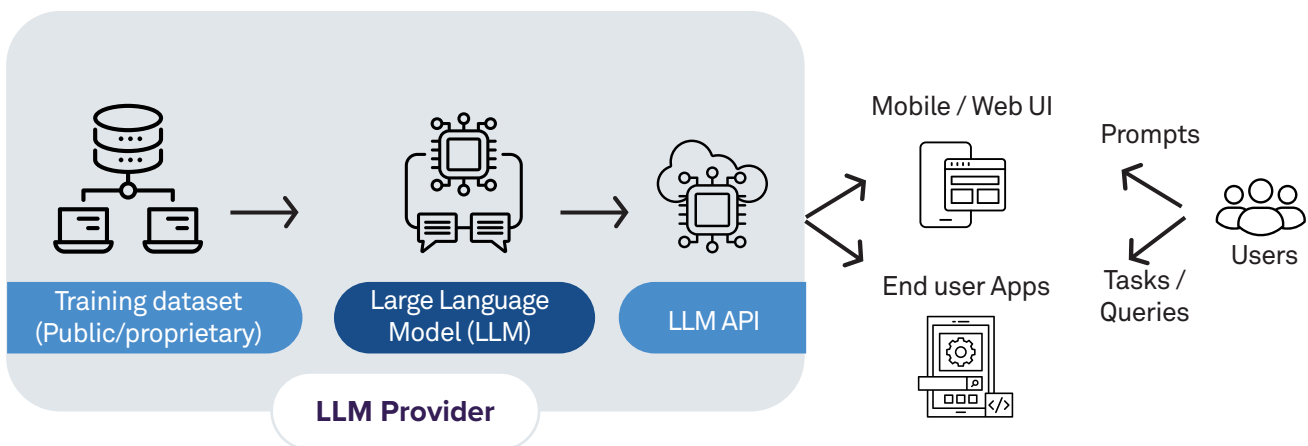 Training dataset
(Public/proprietary)
Large Language
Model (LLM)
LLM API
LLM Provider
Mobile / Web UI
End user Apps
</>
Prompts
Tasks /
Queries
Users